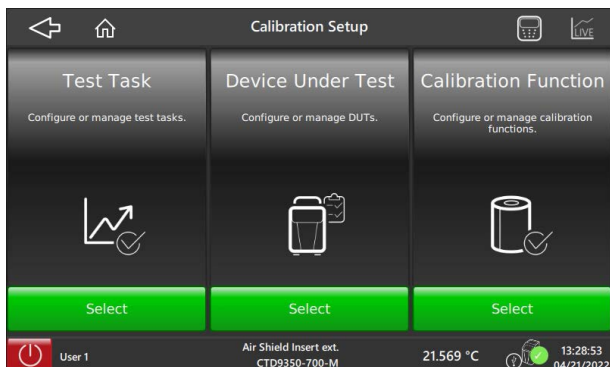 Calibration Setup
LIVE
Test Task
Configure or manage test tasks.
Select
Device Under Test
Configure or manage DUTs.
Select
Calibration Function
Configure or manage calibration
functions.
Select
User 1
Air Shield Insert ext.
CTD9350-700-M
21.569 °C
13:28:53
04/21/2022